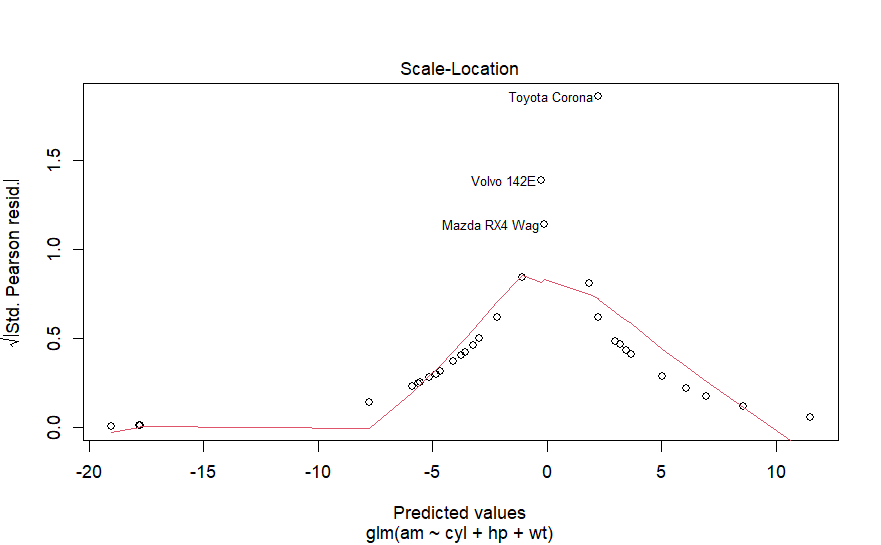 Scale-Location
Toyota Corona
Volvo 142E
Mazda RX4 Wag
√|Std. Pearson resid.|
0.0
0.5
1.0
1.5
-20
-15
-10
-5
0
5
10
Predicted values
glm(am ~ cyl + hp + wt)